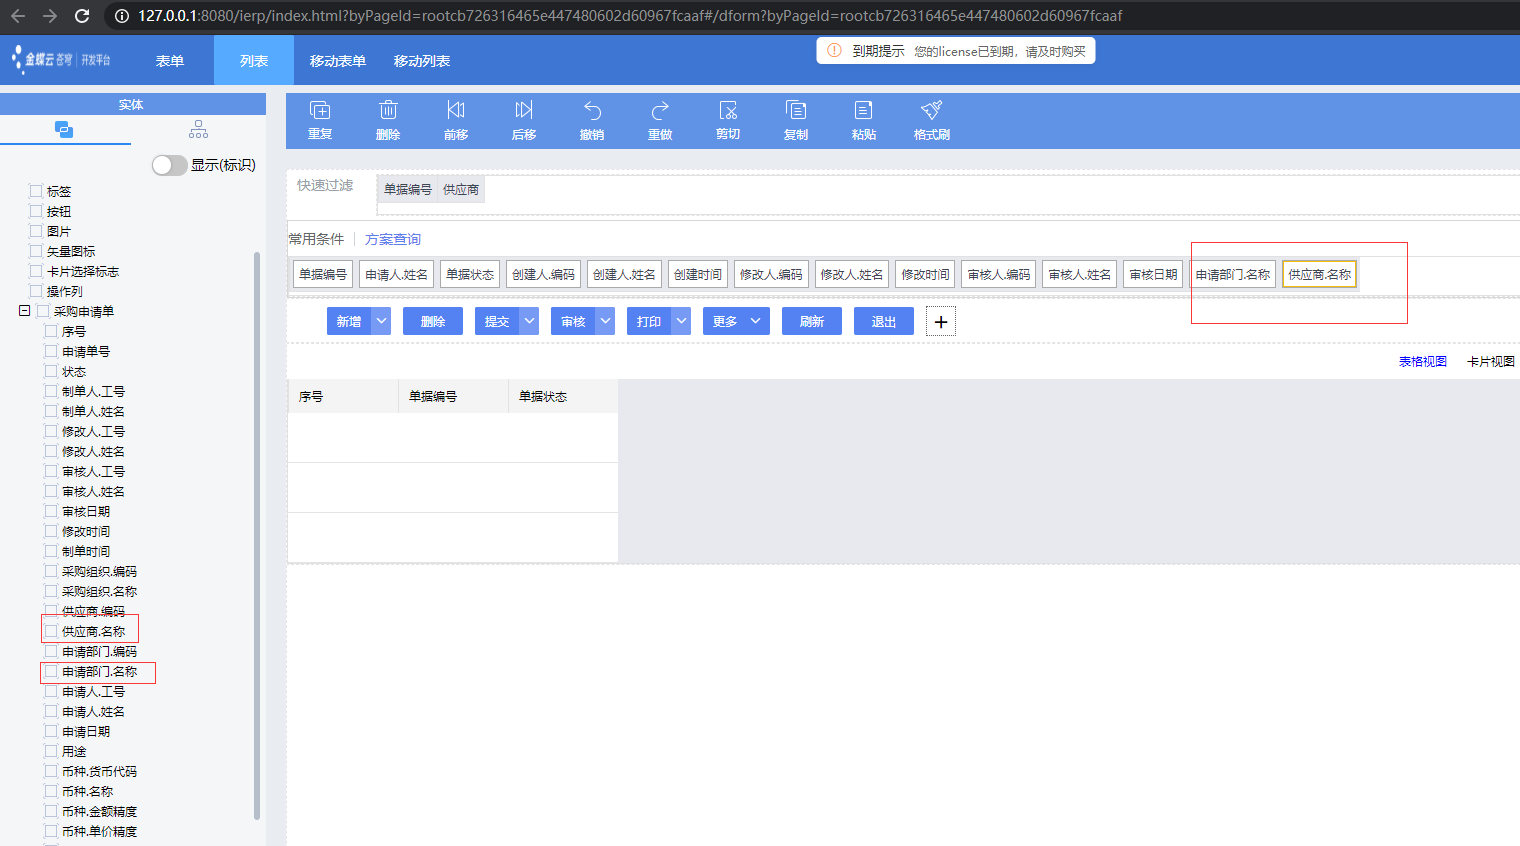 127.0.0.1:8080/ierp/index.html?byPageId=rootcb726316465e447480602d60967fcaaf#/dform?byPageId=rootcb726316465e447480602d60967fcaaf
金蝶云 苍穹 | 开发平台
表单
列表
移动表单
移动列表
到期提示 您的license已到期，请及时购买
实体
显示(标识)
标签
按钮
图片
矢量图标
卡片选择标志
操作列
采购申请单
序号
申请单号
状态
制单人.工号
制单人.姓名
修改人.工号
修改人.姓名
审核人.工号
审核人.姓名
审核日期
修改时间
制单时间
采购组织.编码
采购组织.名称
供应商.编码
供应商.名称
申请部门.编码
申请部门.名称
申请人.工号
申请人.姓名
申请日期
用途
币种.货币代码
币种.名称
币种.金额精度
币种.单价精度
重复 删除 前移 后移 撤销 重做 剪切 复制 粘贴 格式刷
快速过滤 单据编号 供应商
常用条件 | 方案查询
单据编号 申请人.姓名 单据状态 创建人.编码 创建人.姓名 创建时间 修改人.编码 修改人.姓名 修改时间 审核人.编码 审核人.姓名 审核日期 申请部门.名称 供应商.名称
新增 删除 提交 审核 打印 更多 刷新 退出 +
表格视图 卡片视图
序号 单据编号 单据状态